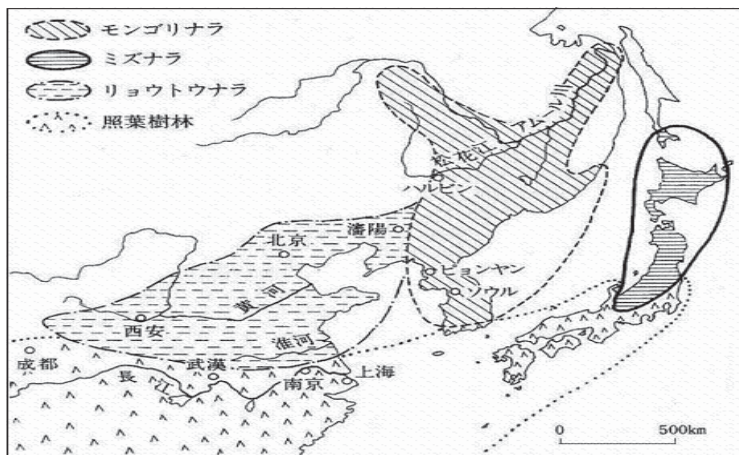 モンゴリナラ
ミズナラ
リョウトウナラ
照葉樹林
アムール川
松花江
ハルビン
瀋陽
北京
ピョンヤン
ソウル
黄河
西安
淮河
成都
武漢
長江
南京
上海
0 500km